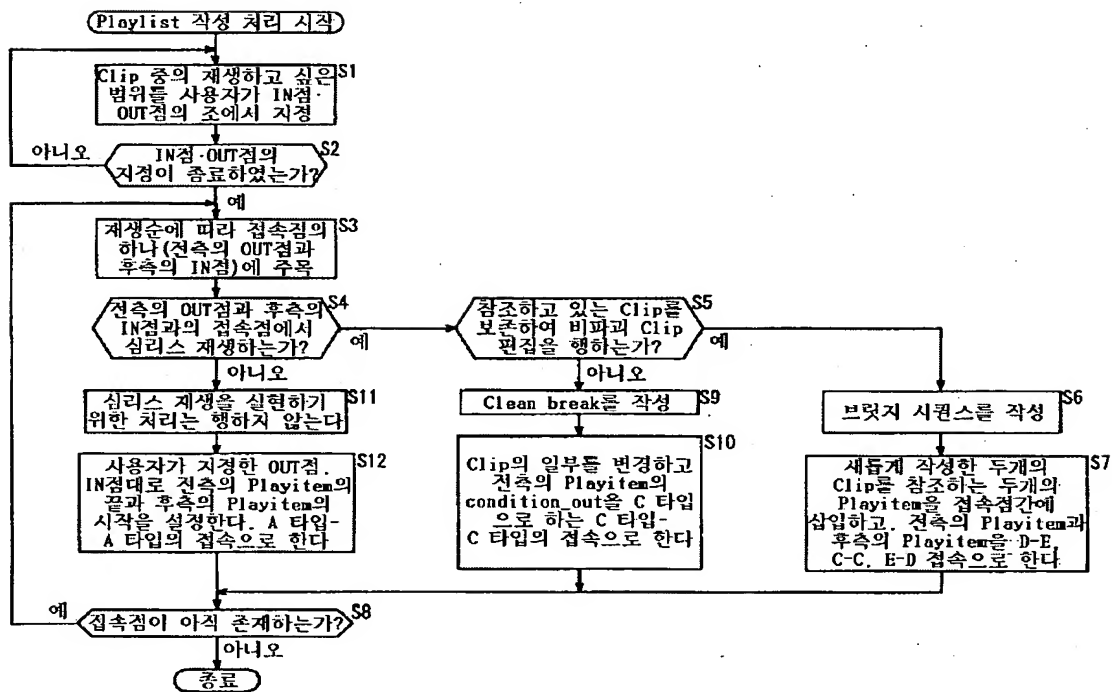 Playlist 작성 처리 시작
S1
Clip 중의 재생하고 싶은
범위를 사용자가 IN점·
OUT점의 조에서 지정
S2
IN점·OUT점의
지정이 종료하였는가?
아니오
예
S3
재생순에 따라 접속점의
하나(전측의 OUT점과
후측의 IN점)에 주목
S4
전측의 OUT점과 후측의
IN점과의 접속점에서
심리스 재생하는가?
예
아니오
S5
참조하고 있는 Clip를
보존하여 비파괴 Clip
편집을 행하는가?
예
아니오
S11
심리스 재생을 실현하기
위한 처리는 행하지 않는다
S9
Clean break를 작성
S6
브릿지 시퀀스를 작성
S12
사용자가 지정한 OUT점.
IN점대로 전측의 Playitem의
끝과 후측의 Playitem의
시작을 설정한다. A 타입-
A 타입의 접속으로 한다
S10
Clip의 일부를 변경하고
전측의 Playitem의
condition_out을 C 타입
으로 하는 C 타입-
C 타입의 접속으로 한다
S7
새롭게 작성한 두개의
Clip를 참조하는 두개의
Playitem을 접속점간에
삽입하고. 전측의 Playitem과
후측의 Playitem을 D-E.
C-C. E-D 접속으로 한다
S8
접속점이 아직 존재하는가?
예
아니오
종료